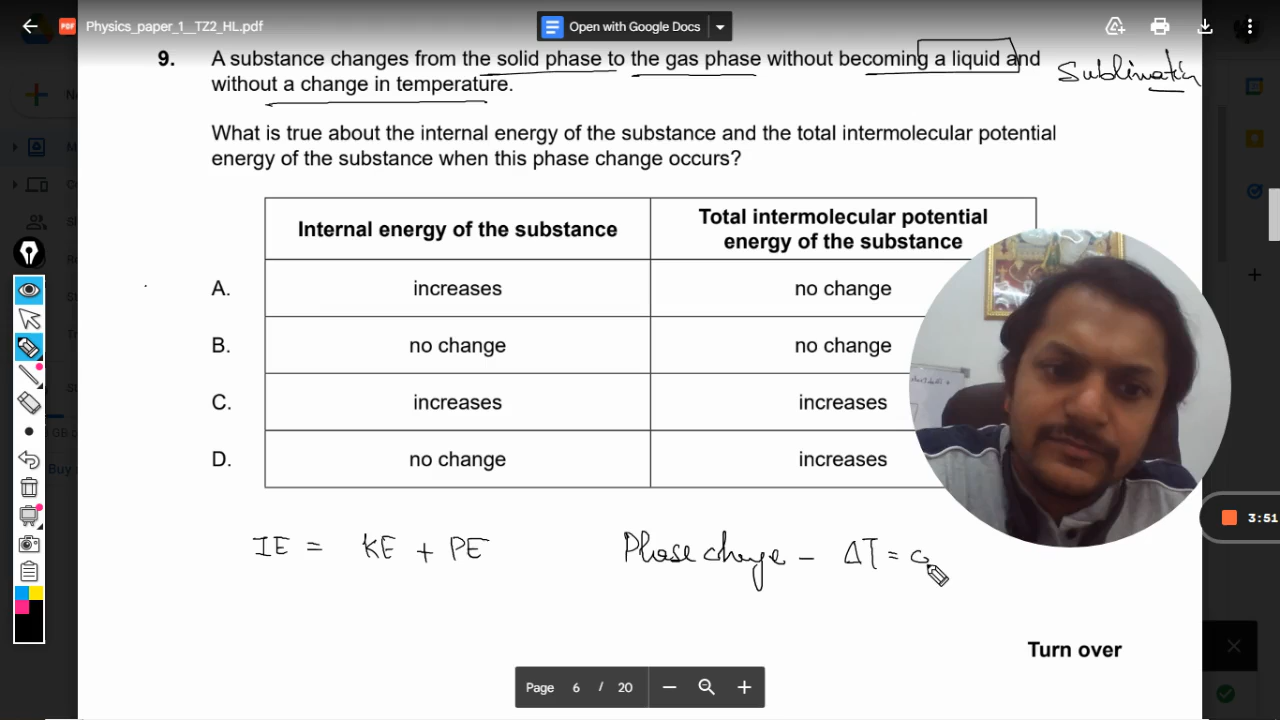 Physics_paper_1__TZ2_HL.pdf
Open with Google Docs
9. A substance changes from the solid phase to the gas phase without becoming a liquid and
without a change in temperature.
Sublimation
What is true about the internal energy of the substance and the total intermolecular potential
energy of the substance when this phase change occurs?
Internal energy of the substance
Total intermolecular potential
energy of the substance
A. increases no change
B. no change no change
C. increases increases
D. no change increases
IE = KE + PE
Phase change – ΔT =
3:51
Turn over
Page 6 / 20